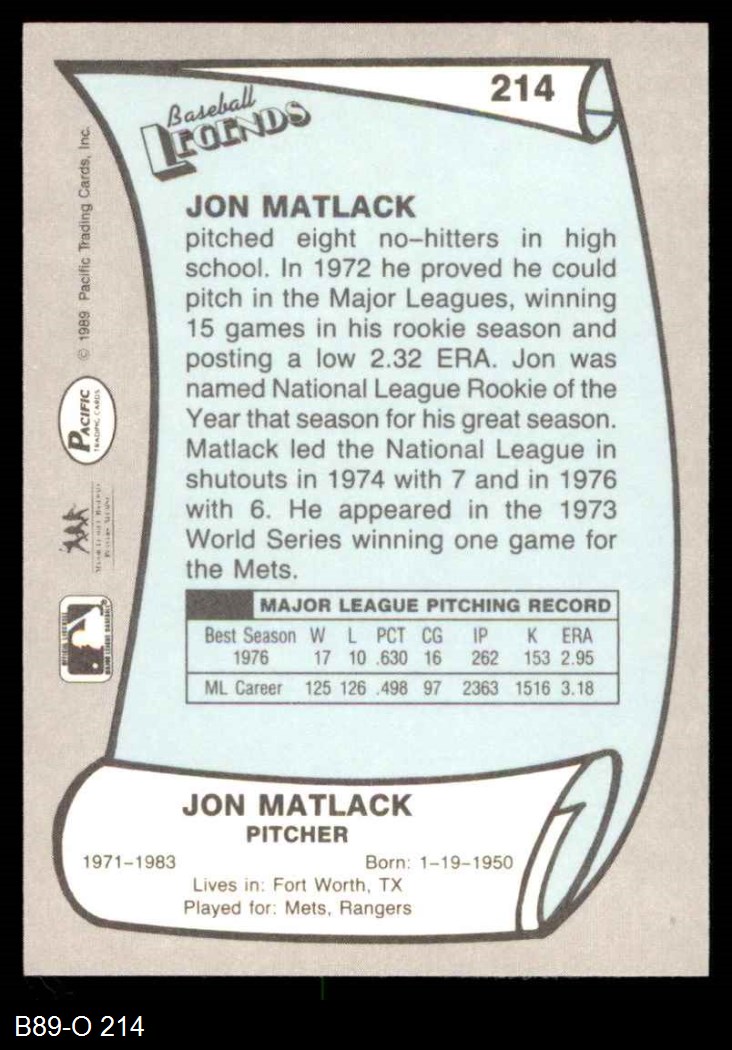 214
Baseball
LEGENDS
JON MATLACK
pitched eight no-hitters in high
school. In 1972 he proved he could
pitch in the Major Leagues, winning
15 games in his rookie season and
posting a low 2.32 ERA. Jon was
named National League Rookie of the
Year that season for his great season.
Matlack led the National League in
shutouts in 1974 with 7 and in 1976
with 6. He appeared in the 1973
World Series winning one game for
the Mets.
MAJOR LEAGUE PITCHING RECORD
Best Season W L PCT CG IP K ERA
1976 17 10 .630 16 262 153 2.95
ML Career 125 126 .498 97 2363 1516 3.18
JON MATLACK
PITCHER
1971-1983 Born: 1-19-1950
Lives in: Fort Worth, TX
Played for: Mets, Rangers
© 1989 Pacific Trading Cards, Inc.
PACIFIC
TRADING CARDS
B89-O 214